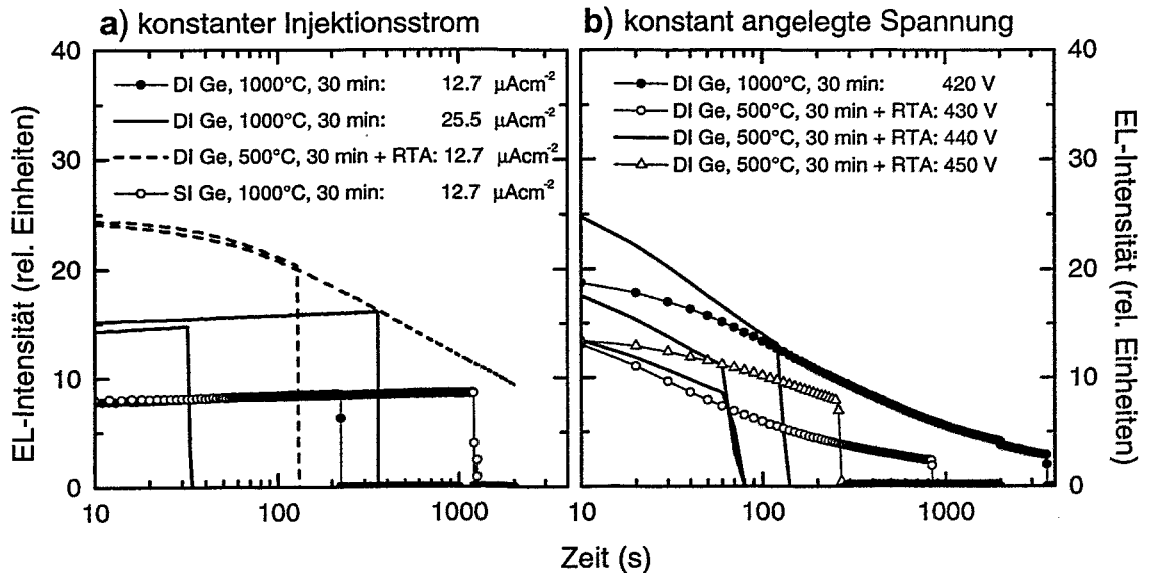 a) konstanter Injektionsstrom
DI Ge, 1000°C, 30 min: 12.7 µAcm-2
DI Ge, 1000°C, 30 min: 25.5 µAcm-2
DI Ge, 500°C, 30 min + RTA: 12.7 µAcm-2
SI Ge, 1000°C, 30 min: 12.7 µAcm-2
EL-Intensität (rel. Einheiten)
40
30
20
10
0
10
100
1000
b) konstant angelegte Spannung
DI Ge, 1000°C, 30 min: 420 V
DI Ge, 500°C, 30 min + RTA: 430 V
DI Ge, 500°C, 30 min + RTA: 440 V
DI Ge, 500°C, 30 min + RTA: 450 V
40
30
20
10
0
EL-Intensität (rel. Einheiten)
10
100
1000
Zeit (s)